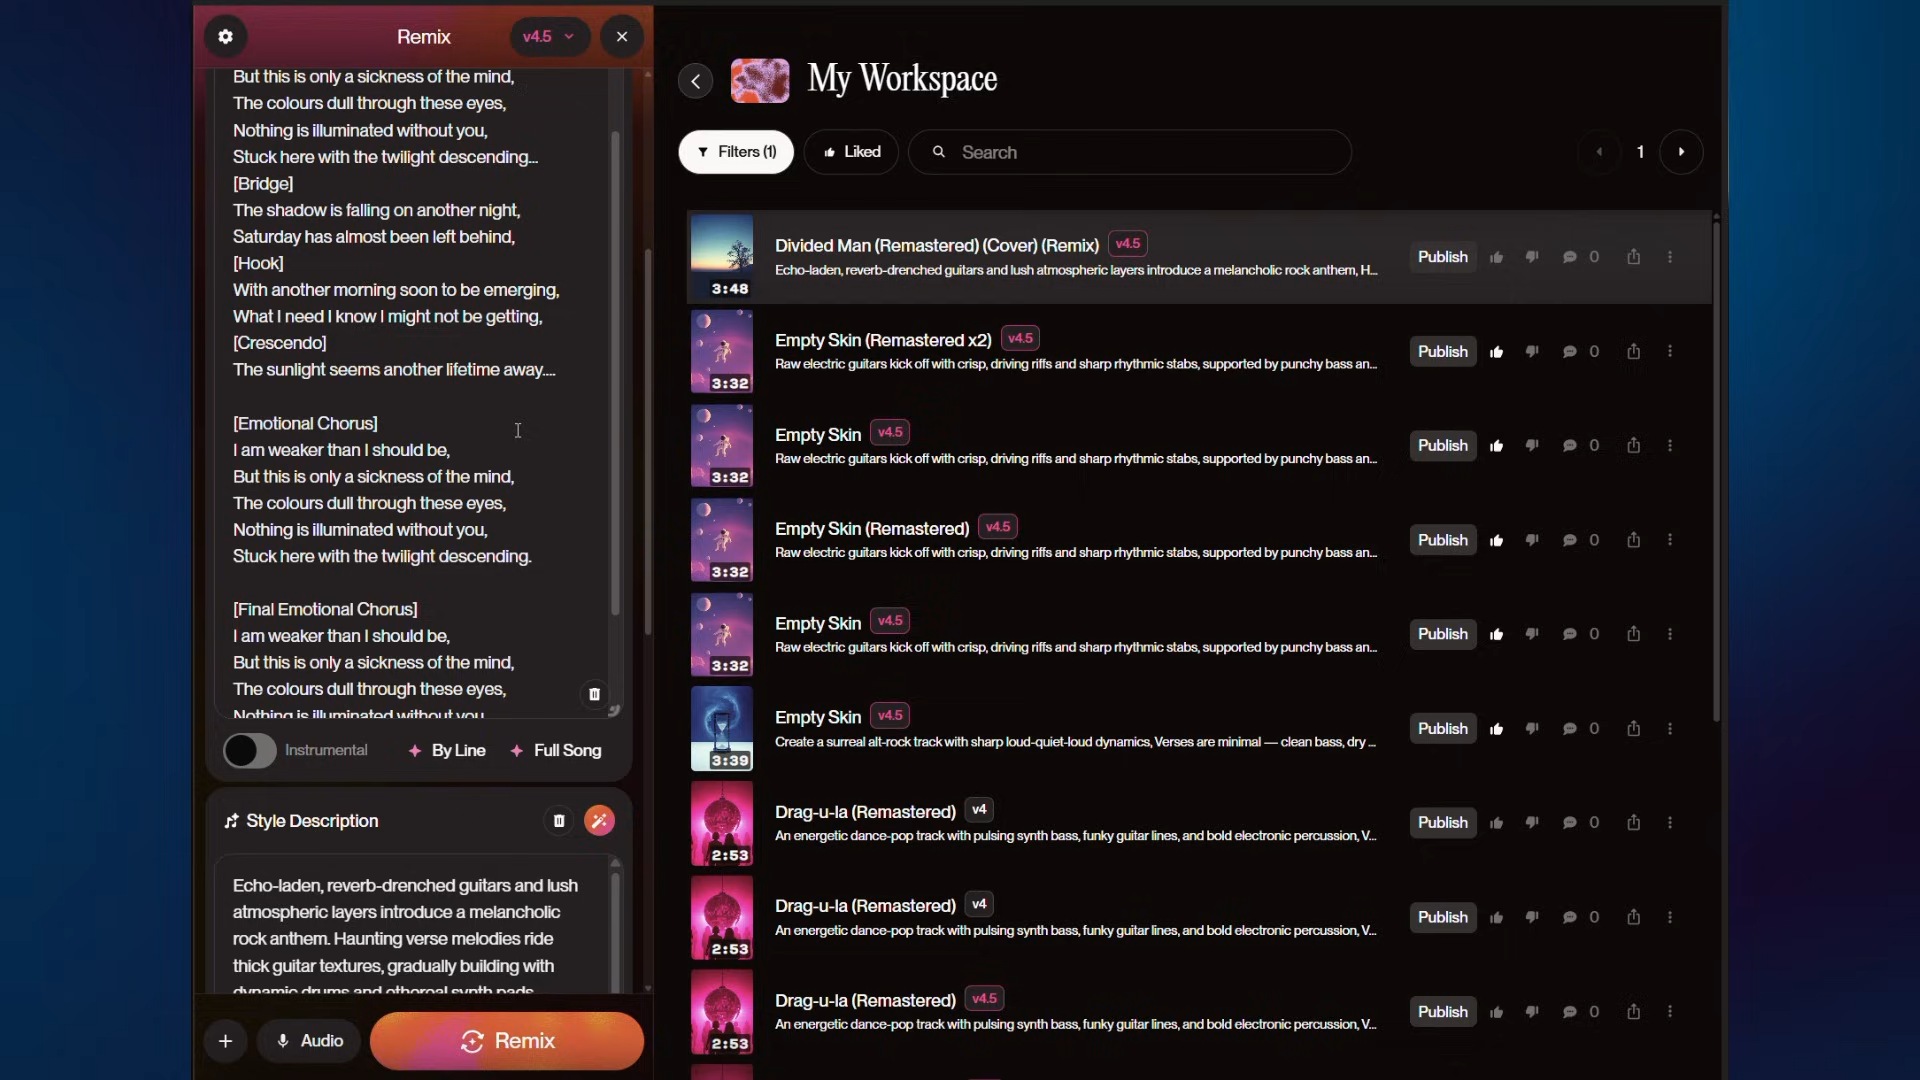 Remix
v4.5
But this is only a sickness of the mind,
The colours dull through these eyes,
Nothing is illuminated without you,
Stuck here with the twilight descending...
[Bridge]
The shadow is falling on another night,
Saturday has almost been left behind,
[Hook]
With another morning soon to be emerging,
What I need I know I might not be getting,
[Crescendo]
The sunlight seems another lifetime away....
[Emotional Chorus]
I am weaker than I should be,
But this is only a sickness of the mind,
The colours dull through these eyes,
Nothing is illuminated without you,
Stuck here with the twilight descending.
[Final Emotional Chorus]
I am weaker than I should be,
But this is only a sickness of the mind,
The colours dull through these eyes,
Nothing is illuminated without you
Instrumental
By Line
Full Song
Style Description
Echo-laden, reverb-drenched guitars and lush
atmospheric layers introduce a melancholic
rock anthem. Haunting verse melodies ride
thick guitar textures, gradually building with
dynamic drums and ethereal synth pads
Audio
Remix
My Workspace
Filters (1)
Liked
Search
1
Divided Man (Remastered) (Cover) (Remix) v4.5
Echo-laden, reverb-drenched guitars and lush atmospheric layers introduce a melancholic rock anthem, H...
3:48
Publish 0
Empty Skin (Remastered x2) v4.5
Raw electric guitars kick off with crisp, driving riffs and sharp rhythmic stabs, supported by punchy bass an...
3:32
Publish 0
Empty Skin v4.5
Raw electric guitars kick off with crisp, driving riffs and sharp rhythmic stabs, supported by punchy bass an...
3:32
Publish 0
Empty Skin (Remastered) v4.5
Raw electric guitars kick off with crisp, driving riffs and sharp rhythmic stabs, supported by punchy bass an...
3:32
Publish 0
Empty Skin v4.5
Raw electric guitars kick off with crisp, driving riffs and sharp rhythmic stabs, supported by punchy bass an...
3:32
Publish 0
Empty Skin v4.5
Create a surreal alt-rock track with sharp loud-quiet-loud dynamics, Verses are minimal — clean bass, dry ...
3:39
Publish 0
Drag-u-la (Remastered) v4
An energetic dance-pop track with pulsing synth bass, funky guitar lines, and bold electronic percussion, V...
2:53
Publish 0
Drag-u-la (Remastered) v4
An energetic dance-pop track with pulsing synth bass, funky guitar lines, and bold electronic percussion, V...
2:53
Publish 0
Drag-u-la (Remastered) v4.5
An energetic dance-pop track with pulsing synth bass, funky guitar lines, and bold electronic percussion, V...
2:53
Publish 0